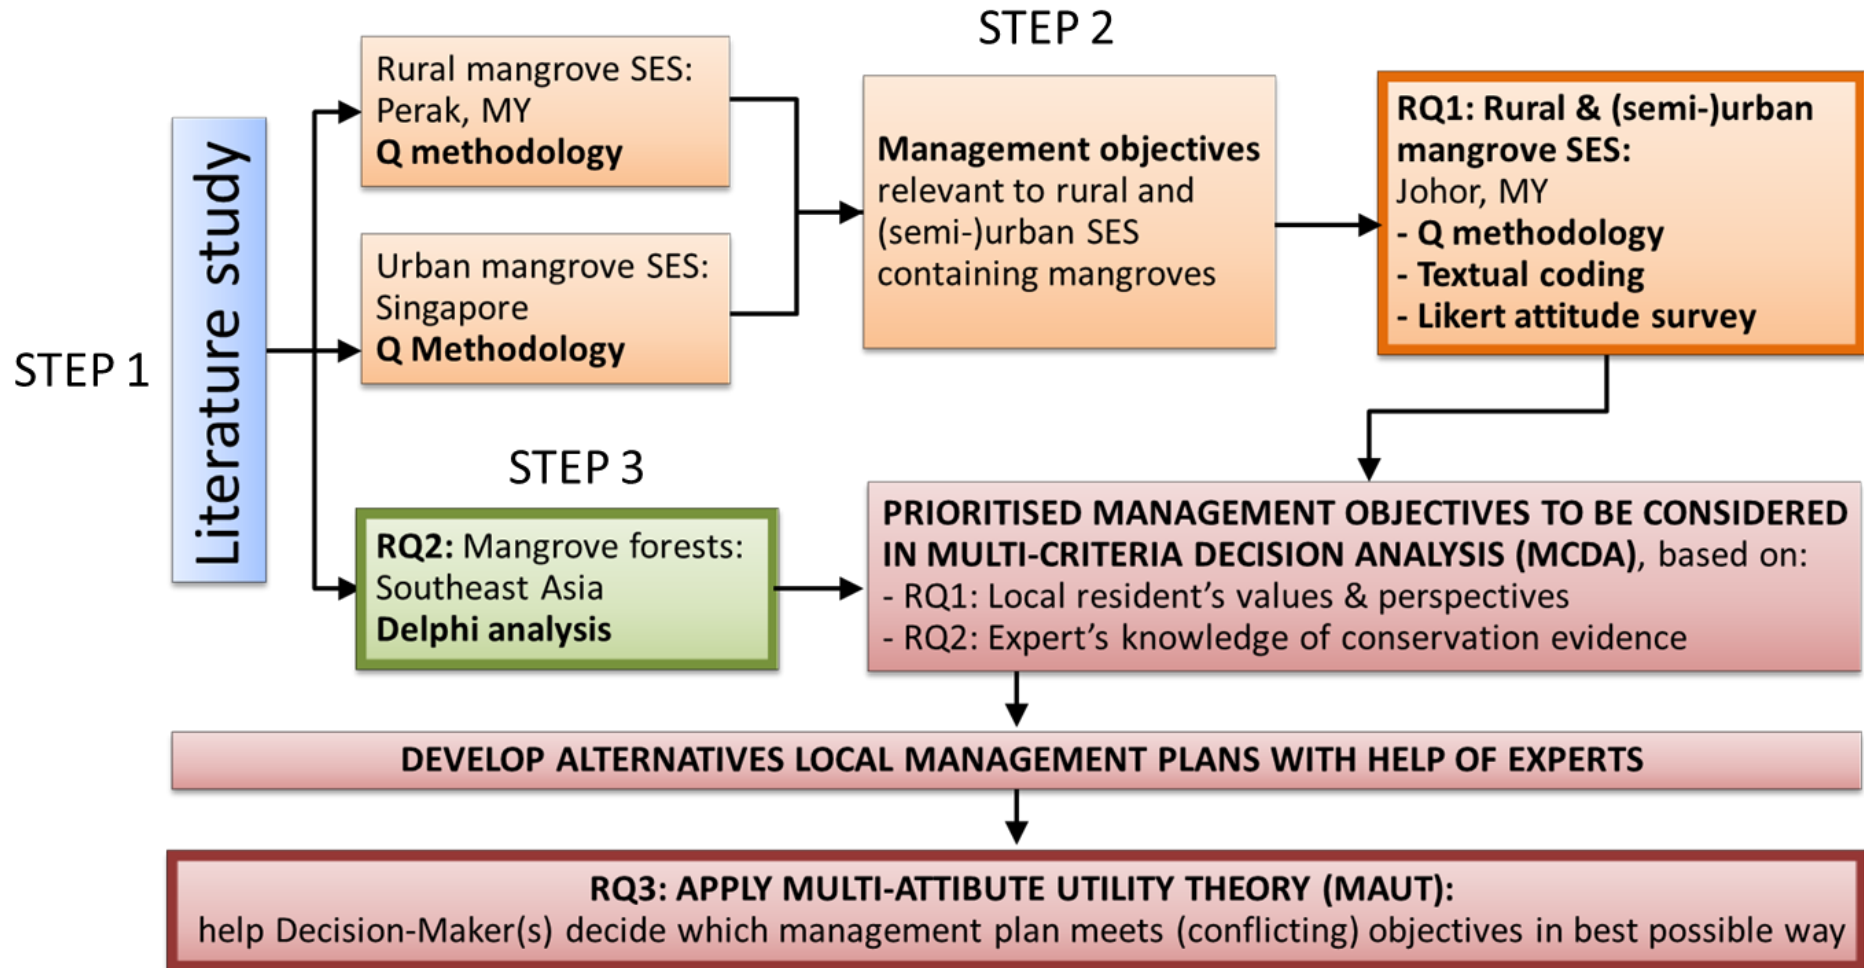 STEP 1
Literature study
Rural mangrove SES:
Perak, MY
Q methodology
Urban mangrove SES:
Singapore
Q Methodology
STEP 2
Management objectives
relevant to rural and
(semi-)urban SES
containing mangroves
RQ1: Rural & (semi-)urban
mangrove SES:
Johor, MY
- Q methodology
- Textual coding
- Likert attitude survey
STEP 3
RQ2: Mangrove forests:
Southeast Asia
Delphi analysis
PRIORITISED MANAGEMENT OBJECTIVES TO BE CONSIDERED
IN MULTI-CRITERIA DECISION ANALYSIS (MCDA), based on:
- RQ1: Local resident's values & perspectives
- RQ2: Expert's knowledge of conservation evidence
DEVELOP ALTERNATIVES LOCAL MANAGEMENT PLANS WITH HELP OF EXPERTS
RQ3: APPLY MULTI-ATTIBUTE UTILITY THEORY (MAUT):
help Decision-Maker(s) decide which management plan meets (conflicting) objectives in best possible way